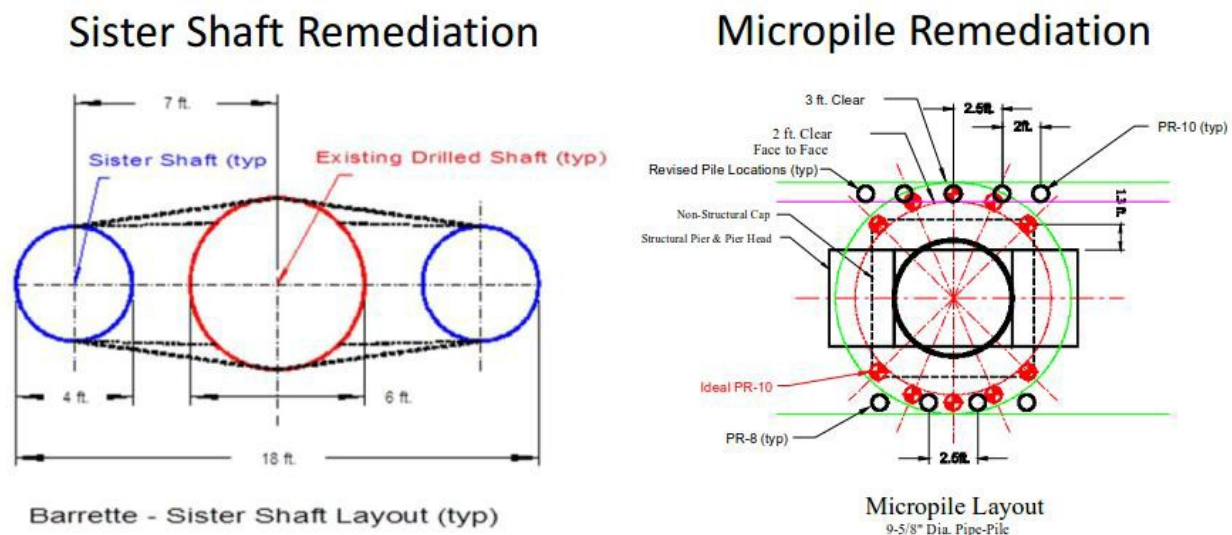 Sister Shaft Remediation
7 ft.
Sister Shaft (typ
Existing Drilled Shaft (typ)
4 ft.
6 ft.
18 ft.
Barrette - Sister Shaft Layout (typ)
Micropile Remediation
3 ft. Clear
2.5ft.
2ft.
2 ft. Clear
Face to Face
PR-10 (typ)
Revised Pile Locations (typ)
1.3 ft.
Non-Structural Cap
Structural Pier & Pier Head
Ideal PR-10
PR-8 (typ)
2.5ft.
Micropile Layout
9-5/8" Dia. Pipe-Pile